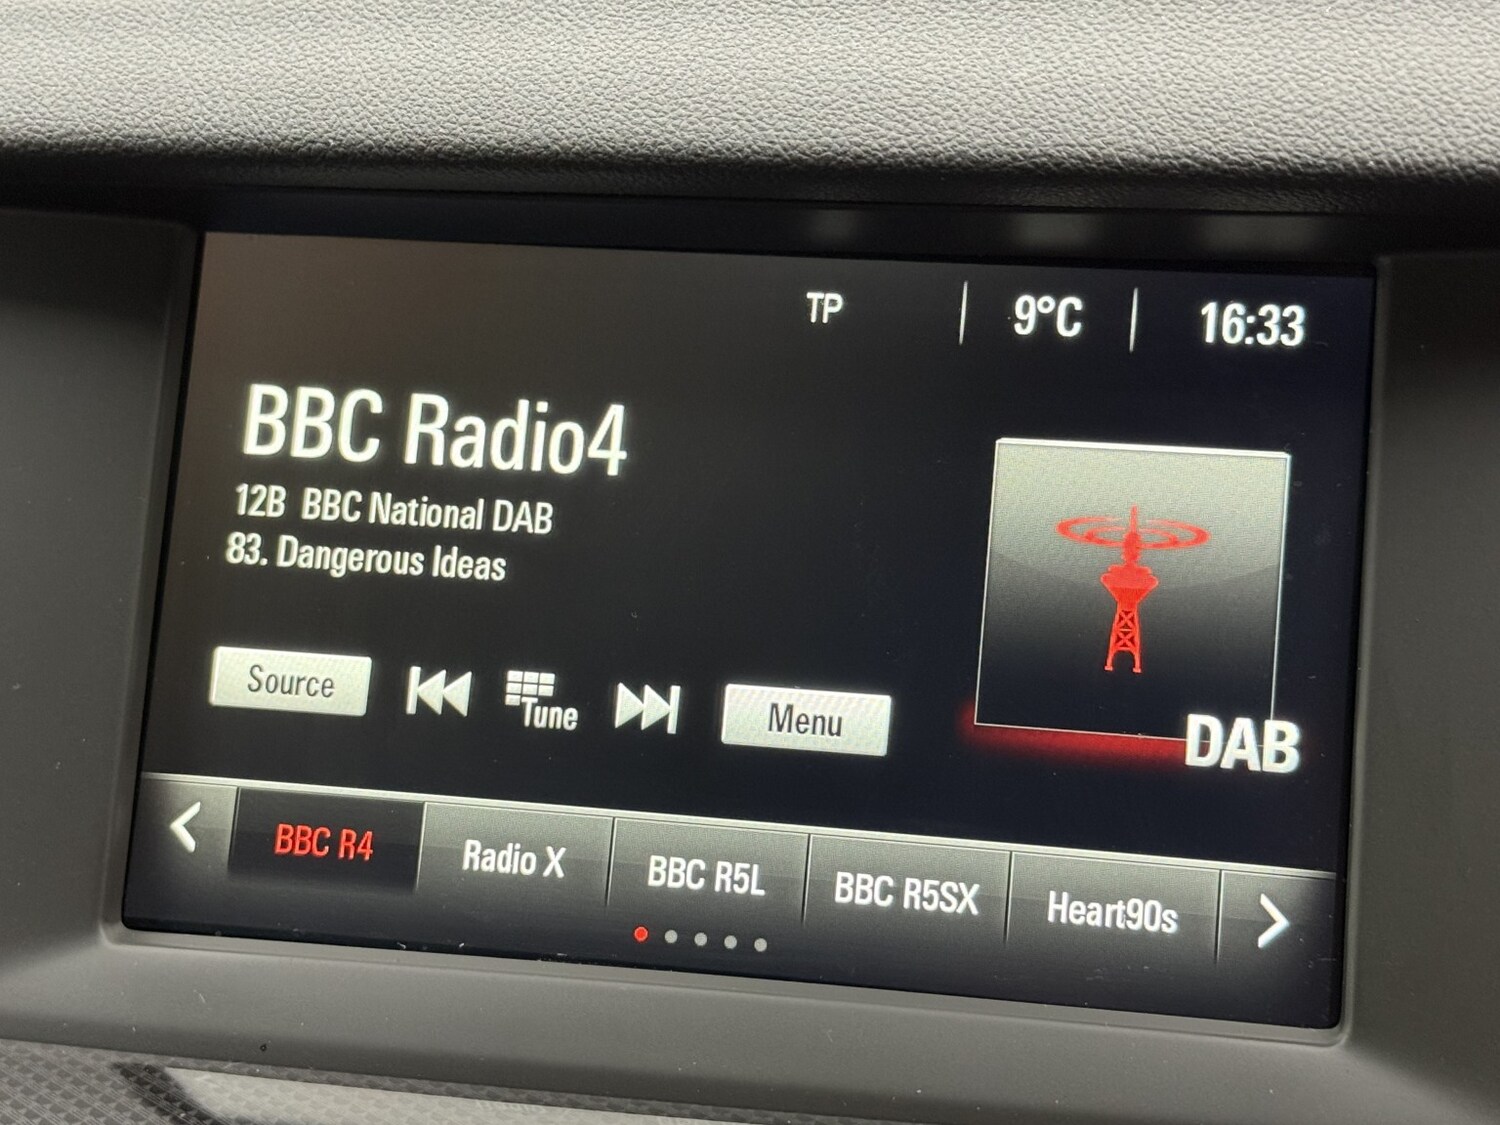 TP 9°C 16:33
BBC Radio4
12B BBC National DAB
83. Dangerous Ideas
Source Tune Menu
DAB
BBC R4 Radio X BBC R5L BBC R5SX Heart90s